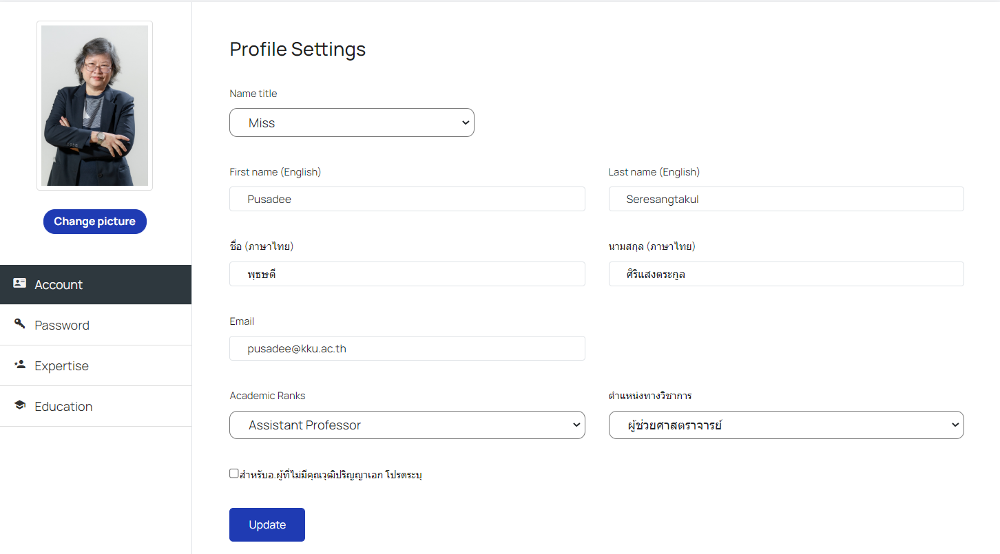 Profile Settings
Name title
Miss
First name (English)
Last name (English)
Pusadee
Seresangtakul
Change picture
ชื่อ (ภาษาไทย)
นามสกุล (ภาษาไทย)
พุธษดี
ศิริแสงตระกูล
Account
Password
Expertise
Education
Email
pusadee@kku.ac.th
Academic Ranks
ตำแหน่งทางวิชาการ
Assistant Professor
ผู้ช่วยศาสตราจารย์
สำหรับอ.ผู้ที่ไม่มีคุณวุฒิปริญญาเอก โปรดระบุ
Update